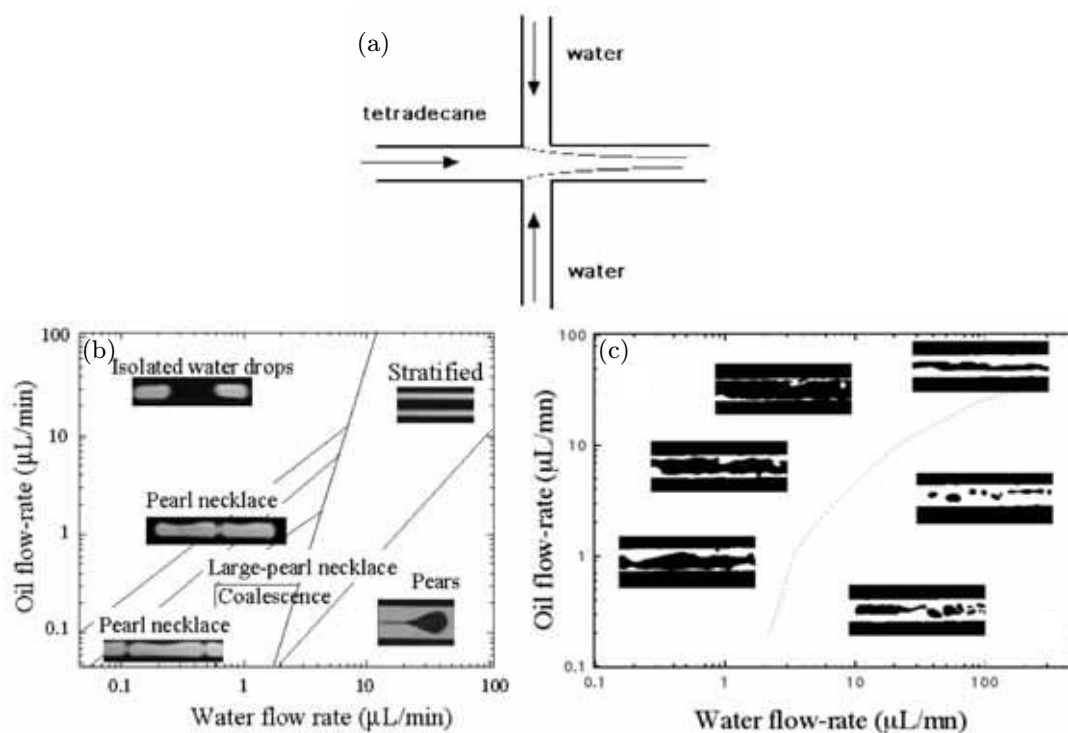 (a)
water
tetradecane
water
(b)
100
10
1
0.1
Oil flow-rate (µL/min)
Isolated water drops
Stratified
Pearl necklace
Large-pearl necklace
Coalescence
Pears
Pearl necklace
0.1 1 10 100
Water flow rate (µL/min)
(c)
100
10
1
0.1
Oil flow-rate (µL/mn)
0.1 1 10 100
Water flow-rate (µL/mn)